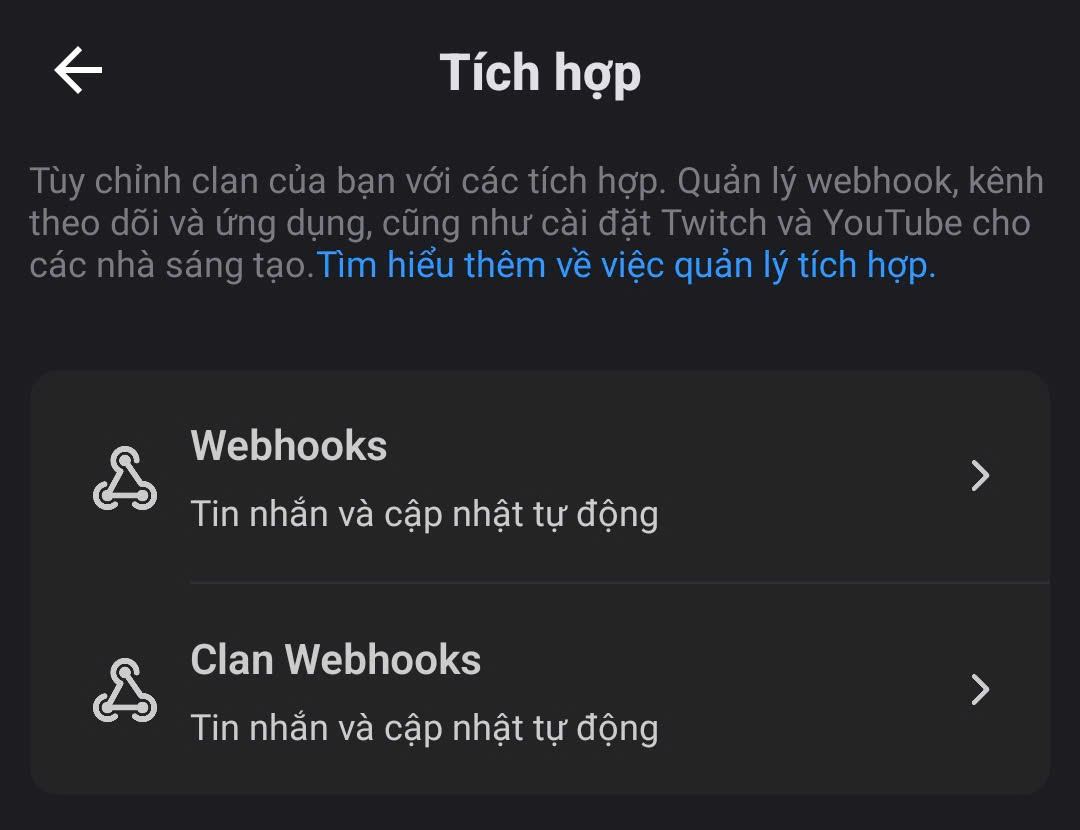 Tích hợp
Tùy chỉnh clan của bạn với các tích hợp. Quản lý webhook, kênh
theo dõi và ứng dụng, cũng như cài đặt Twitch và YouTube cho
các nhà sáng tạo.Tìm hiểu thêm về việc quản lý tích hợp.
Webhooks
Tin nhắn và cập nhật tự động
Clan Webhooks
Tin nhắn và cập nhật tự động